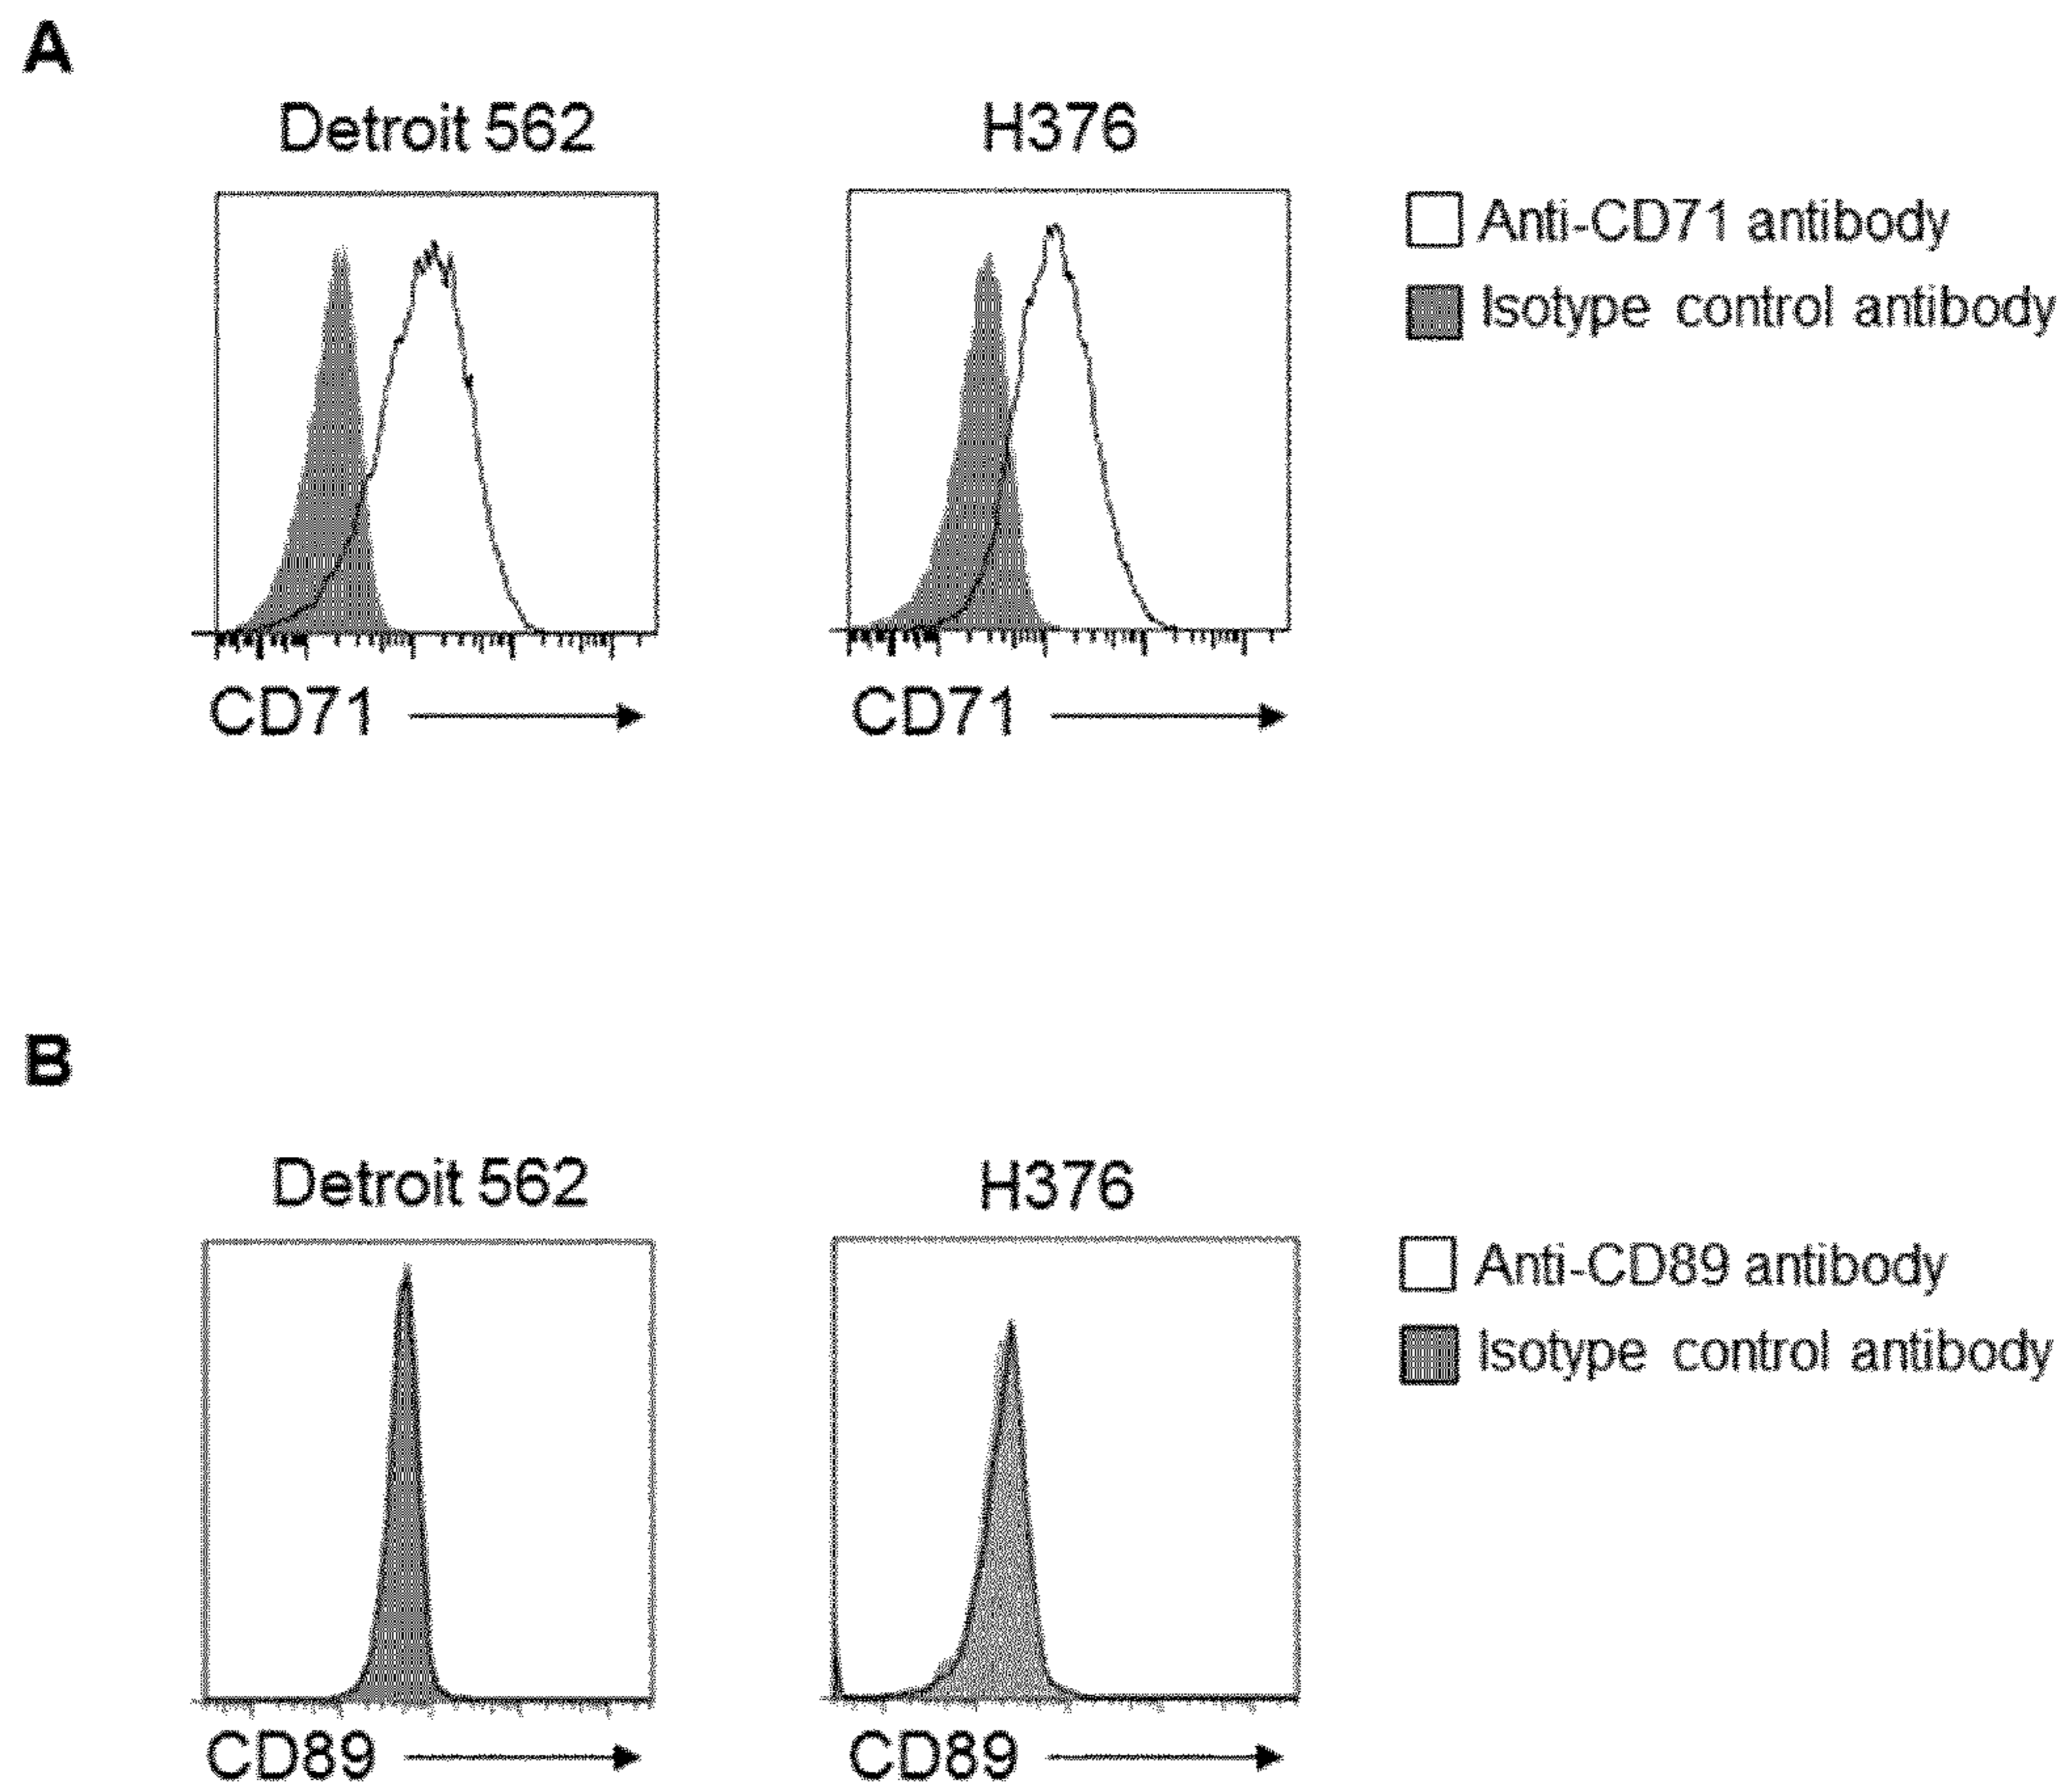 A
Detroit 562
H376
Anti-CD71 antibody
Isotype control antibody
CD71
CD71
B
Detroit 562
H376
Anti-CD89 antibody
Isotype control antibody
CD89
CD89